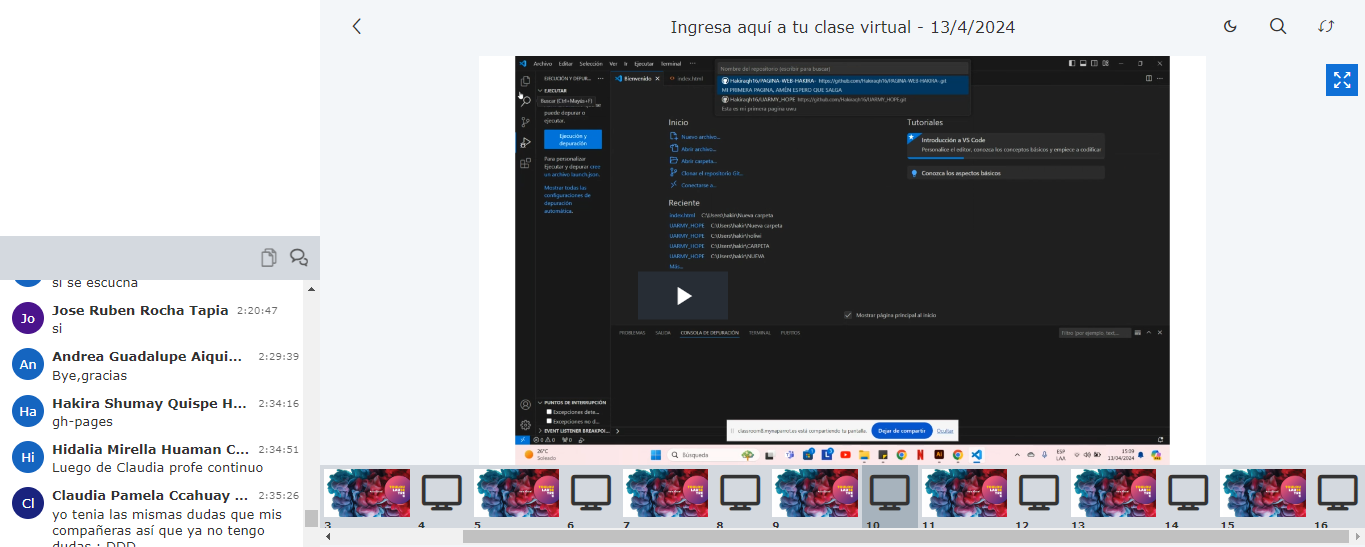 Ingresa aquí a tu clase virtual - 13/4/2024
si se escucha
Jo
Jose Ruben Rocha Tapia 2:20:47
si
An
Andrea Guadalupe Aiqui... 2:29:39
Bye,gracias
Ha
Hakira Shumay Quispe H... 2:34:16
gh-pages
Hi
Hidalia Mirella Huaman C... 2:34:51
Luego de Claudia profe continuo
Cl
Claudia Pamela Ccahuay ... 2:35:26
yo tenia las mismas dudas que mis
compañeras así que ya no tengo
dudas : DDD
Archivo Editar Selección Ver Ir Ejecutar Terminal ···
Nombre del repositorio (escribir para buscar)
Hakiraqh16/PAGINA-WEB-HAKIRA- https://github.com/Hakiraqh16/PAGINA-WEB-HAKIRA-.git
MI PRIMERA PAGINA, AMÉN ESPERO QUE SALGA
Hakiraqh16/UARMY_HOPE https://github.com/Hakiraqh16/UARMY_HOPE.git
Esta es mi primera pagina uwu
EJECUCIÓN Y DEPUR... ···
Bienvenido
index.html
EJECUTAR
Buscar (Ctrl+Mayús+F)
puede depurar o
ejecutar.
Ejecución y
depuración
Para personalizar
Ejecutar y depurar cree
un archivo launch.json.
Mostrar todas las
configuraciones de
depuración
automática.
Inicio
Nuevo archivo...
Abrir archivo...
Abrir carpeta...
Clonar el repositorio Git...
Conectarse a...
Reciente
index.html C:\Users\hakir\Nueva carpeta
UARMY_HOPE C:\Users\hakir\Nueva carpeta
UARMY_HOPE C:\Users\hakir\hofiwi
UARMY_HOPE C:\Users\hakir\CARPETA
UARMY_HOPE C:\Users\hakir\NUEVA
Más...
Tutoriales
Introducción a VS Code
Personalice el editor, conozca los conceptos básicos y empiece a codificar
Conozca los aspectos básicos
Mostrar página principal al inicio
PROBLEMAS SALIDA CONSOLA DE DEPURACIÓN TERMINAL PUERTOS
Filtro (por ejemplo, text...
PUNTOS DE INTERRUPCIÓN
Excepciones dete...
Excepciones no d...
EVENT LISTENER BREAKPOI...
classroom8.mynapanol.es está compartiendo tu pantalla.
Dejar de compartir
Ocultar
26°C
Soleado
Búsqueda
ESP
LAA
15:09
13/04/2024
3 4 5 6 7 8 9 10 11 12 13 14 15 16